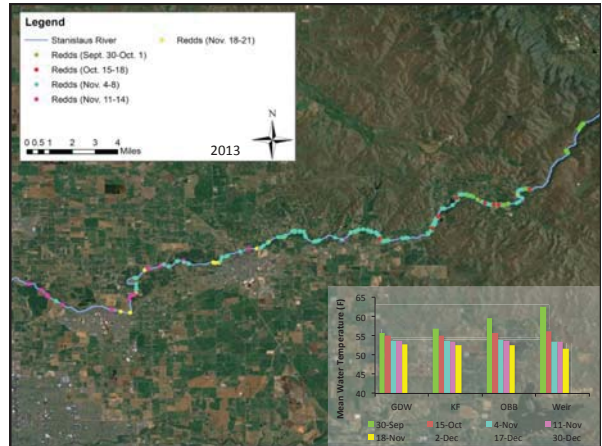 Legend
Stanislaus River
Redds (Nov. 18-21)
Redds (Sept. 30-Oct. 1)
Redds (Oct. 15-18)
Redds (Nov. 4-8)
Redds (Nov. 11-14)
N
0 0.5 1 2 3 4
Miles
2013
Mean Water Temperature (F)
65
60
55
50
45
40
GDW KF OBB Weir
30-Sep 15-Oct 4-Nov 11-Nov
18-Nov 2-Dec 17-Dec 30-Dec